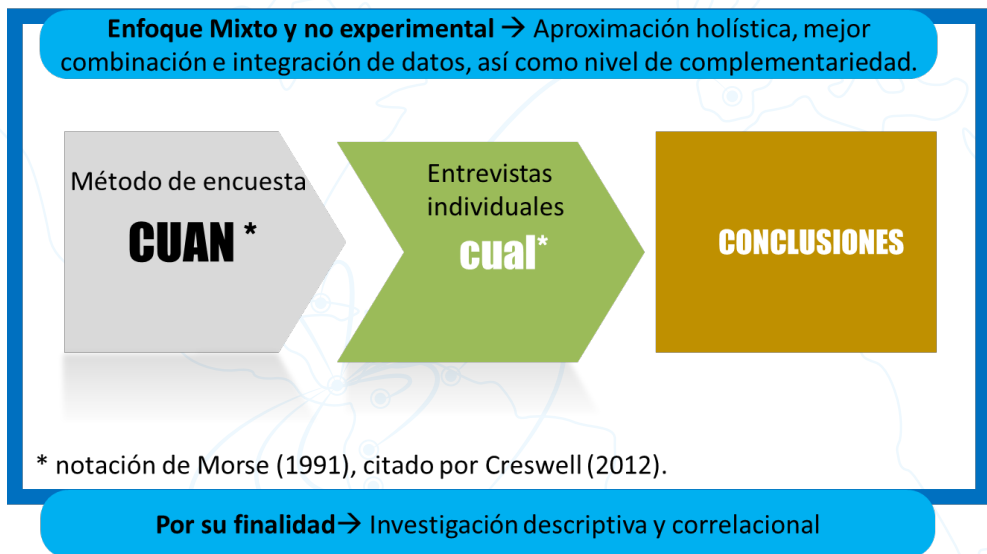 Enfoque Mixto y no experimental → Aproximación holística, mejor
combinación e integración de datos, así como nivel de complementariedad.
Método de encuesta
CUAN *
Entrevistas
individuales
cual*
CONCLUSIONES
* notación de Morse (1991), citado por Creswell (2012).
Por su finalidad→ Investigación descriptiva y correlacional